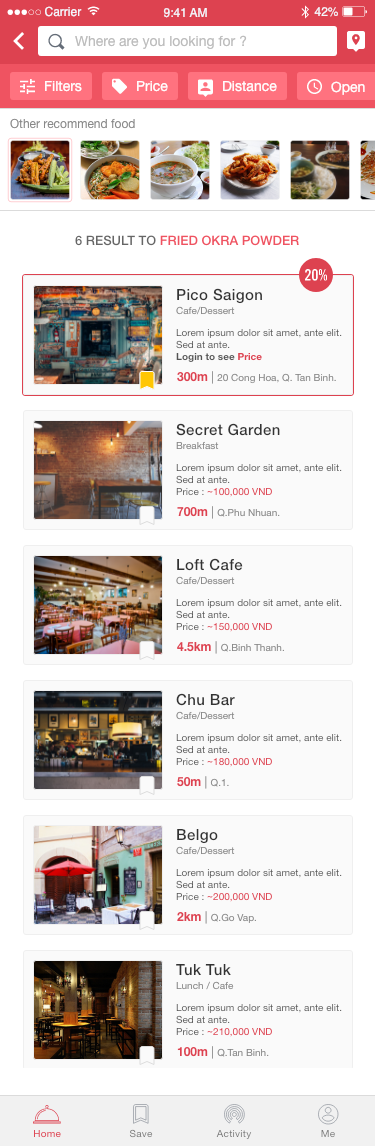 Carrier 9:41 AM 42%
Where are you looking for ?
Filters Price Distance Open
Other recommend food
6 RESULT TO FRIED OKRA POWDER
20%
Pico Saigon
Cafe/Dessert
Lorem ipsum dolor sit amet, ante elit.
Sed at ante.
Login to see Price
300m | 20 Cong Hoa, Q. Tan Binh.
Secret Garden
Breakfast
Lorem ipsum dolor sit amet, ante elit.
Sed at ante.
Price : ~100,000 VND
700m | Q.Phu Nhuan.
Loft Cafe
Cafe/Dessert
Lorem ipsum dolor sit amet, ante elit.
Sed at ante.
Price : ~150,000 VND
4.5km | Q.Binh Thanh.
Chu Bar
Cafe/Dessert
Lorem ipsum dolor sit amet, ante elit.
Sed at ante.
Price : ~180,000 VND
50m | Q.1.
Belgo
Cafe/Dessert
Lorem ipsum dolor sit amet, ante elit.
Sed at ante.
Price : ~200,000 VND
2km | Q.Go Vap.
Tuk Tuk
Lunch / Cafe
Lorem ipsum dolor sit amet, ante elit.
Sed at ante.
Price : ~210,000 VND
100m | Q.Tan Binh.
Home Save Activity Me